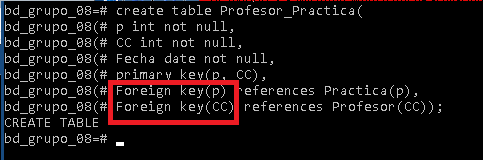 bd_grupo_08=# create table Profesor_Practica(
bd_grupo_08(# p int not null,
bd_grupo_08(# CC int not null,
bd_grupo_08(# Fecha date not null,
bd_grupo_08(# primary key(p, CC),
bd_grupo_08(# Foreign key(p) references Practica(p),
bd_grupo_08(# Foreign key(CC) references Profesor(CC));
CREATE TABLE
bd_grupo_08=#